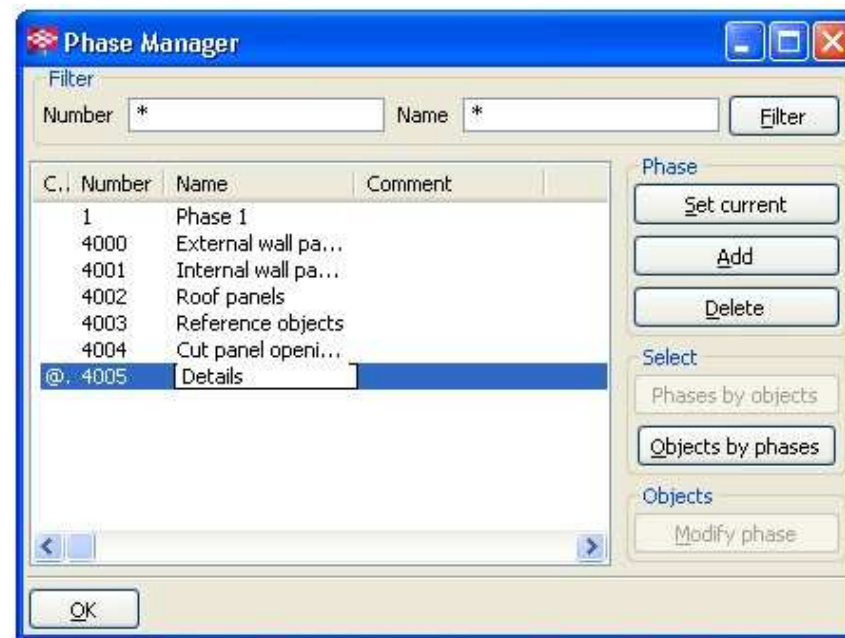 Phase Manager
Filter
Number * Name * Filter
C.. Number Name Comment
1 Phase 1
4000 External wall pa...
4001 Internal wall pa...
4002 Roof panels
4003 Reference objects
4004 Cut panel openi...
@. 4005 Details
Phase
Set current
Add
Delete
Select
Phases by objects
Objects by phases
Objects
Modify phase
OK